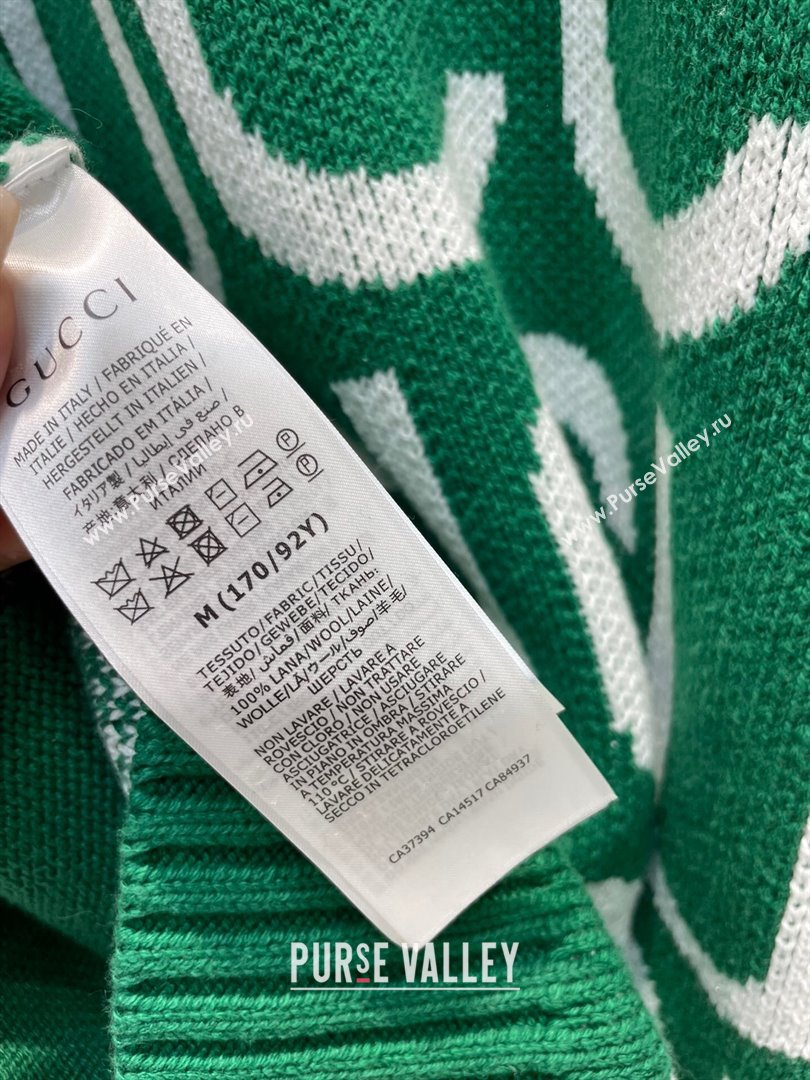 GUCCI
MADE IN ITALY / FABRIQUÉ EN
ITALIE / HECHO EN ITALIA /
HERGESTELLT IN ITALIEN /
FABRICADO EM ITÁLIA /
イタリア製 / صنع في إيطاليا /
产地: 意大利 / СДЕЛАНО В
ИТАЛИИ
P
P
M (170/92Y)
TESSUTO/FABRIC/TISSU/
TEJIDO/GEWEBE/TECIDO/
表地/ قماش/面料/ ТКАНЬ:
100% LANA/WOOL/LAINE/
WOLLE/LÃ/ウール/صوف/羊毛/
ШЕРСТЬ
NON LAVARE / LAVARE A
ROVESCIO / NON TRATTARE
CON CLORO / NON USARE
ASCIUGATRICE / ASCIUGARE
IN PIANO IN OMBRA / STIRARE
A TEMPERATURA MASSIMA
110 °C / STIRARE A ROVESCIO /
LAVARE DELICATAMENTE A
SECCO IN TETRACLOROETILENE
CA37394 CA14517 CA84937
www.PurseValley.ru
www.PurseValley.ru
PURSE VALLEY